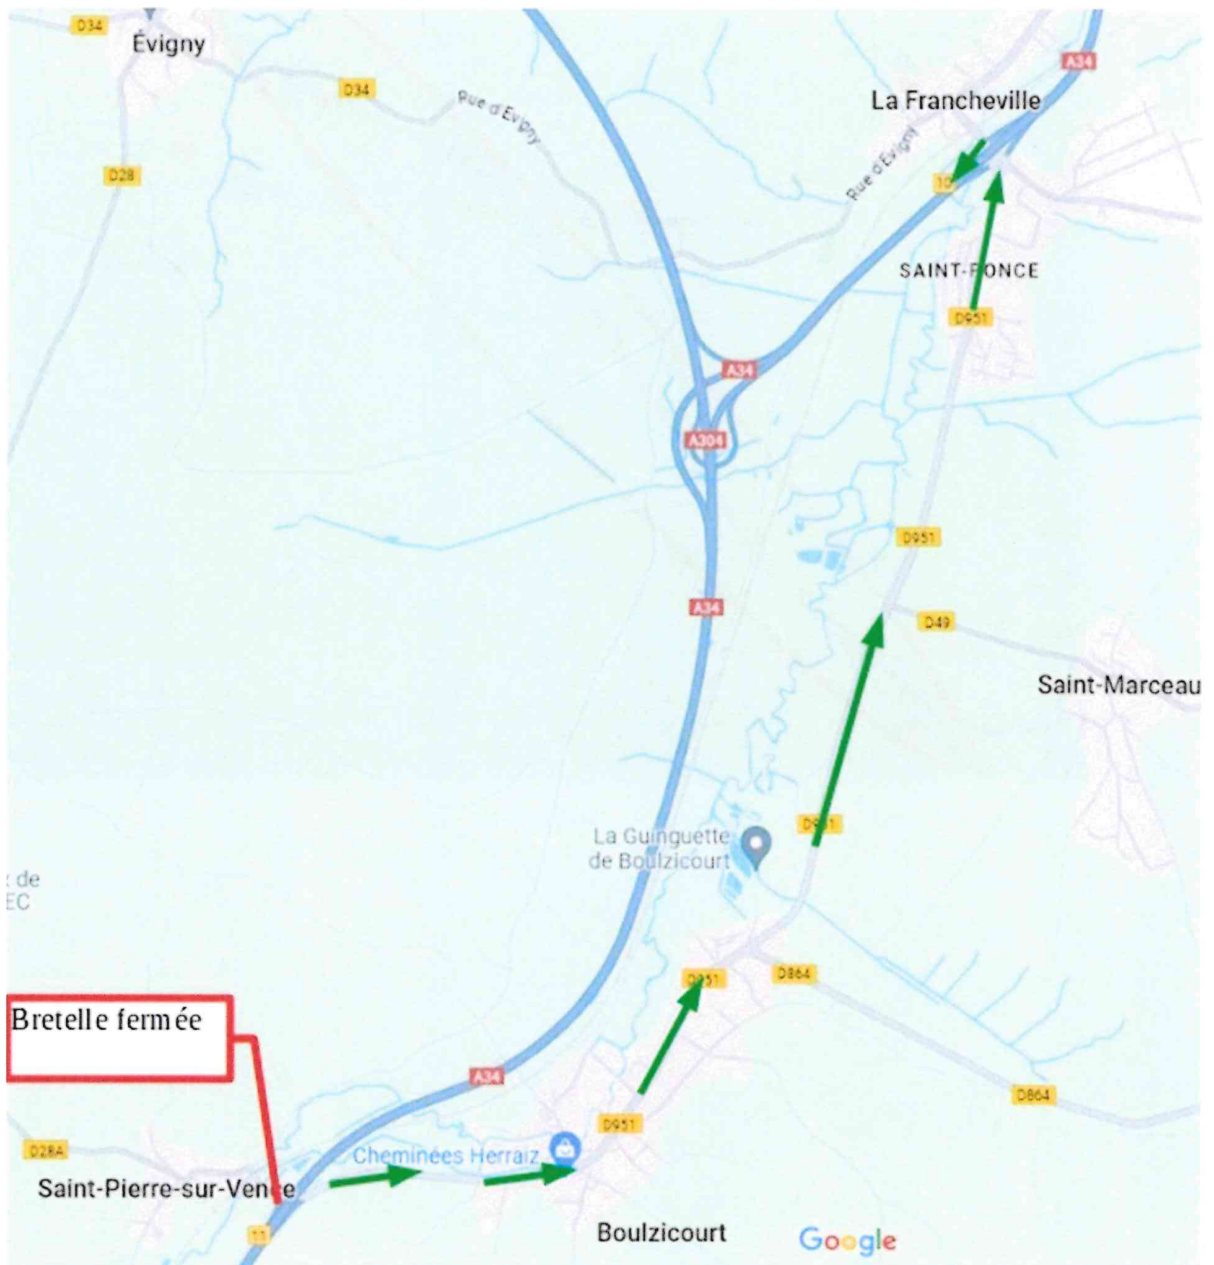 D34
Évigny
A34
D34
Rue d'Évigny
La Francheville
Rue d'Évigny
D28
10
SAINT-PONCE
D951
A34
A304
D951
A34
D49
Saint-Marceau
La Guinguette
de Boulzicourt
de
EC
D951
D864
Bretelle fermée
A34
D864
D951
D28A
Cheminées Herraiz
Saint-Pierre-sur-Vence
11
Boulzicourt
Google